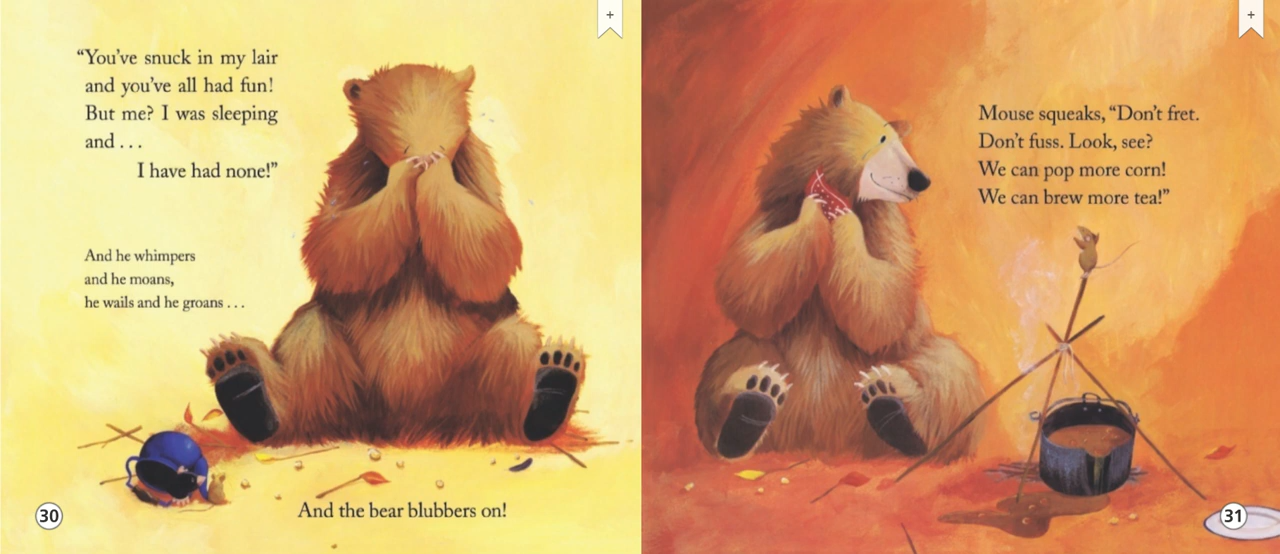 “You’ve snuck in my lair
and you’ve all had fun!
But me? I was sleeping
and . . .
I have had none!”
And he whimpers
and he moans,
he wails and he groans . . .
And the bear blubbers on!
30
Mouse squeaks, “Don’t fret.
Don’t fuss. Look, see?
We can pop more corn!
We can brew more tea!”
31